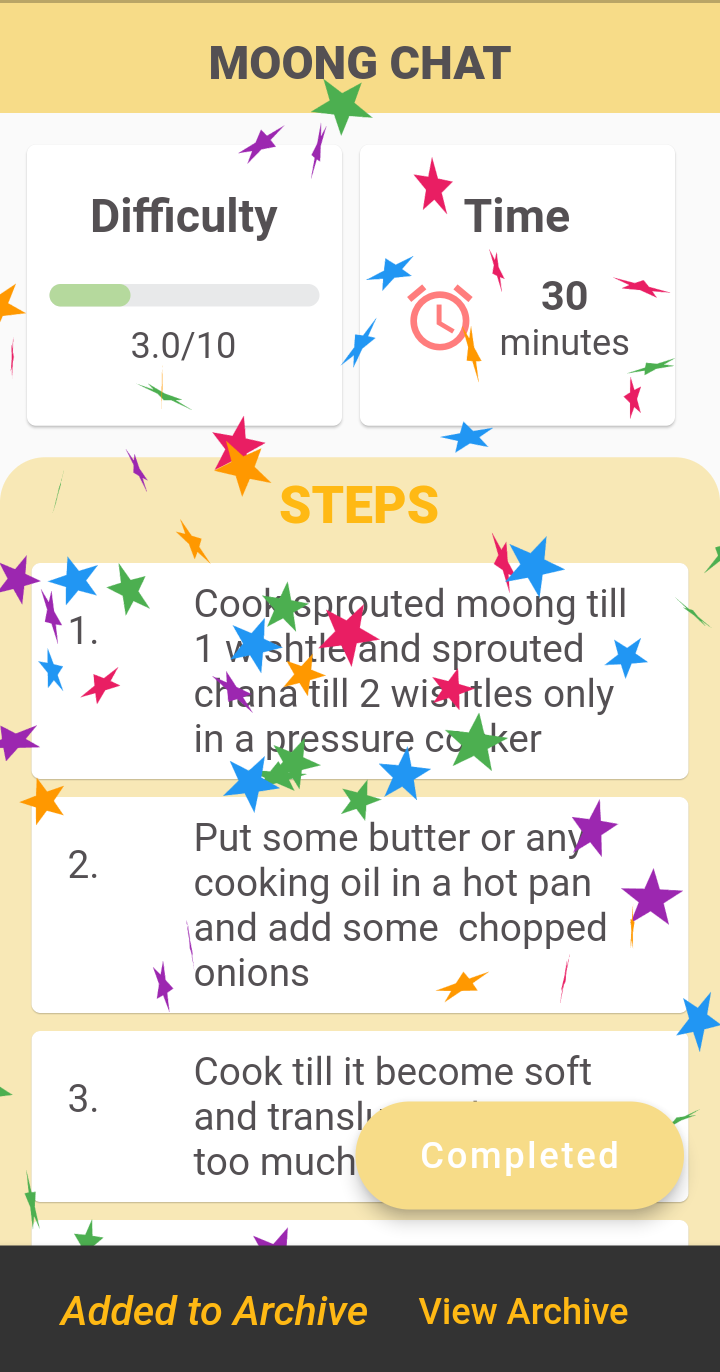 MOONG CHAT
Difficulty
3.0/10
Time
30
minutes
STEPS
1.
Cook sprouted moong till
1 wishtle and sprouted
chana till 2 wishtles only
in a pressure cooker
2.
Put some butter or any
cooking oil in a hot pan
and add some  chopped
onions
3.
Cook till it become soft
and
too much
Completed
Added to Archive
View Archive